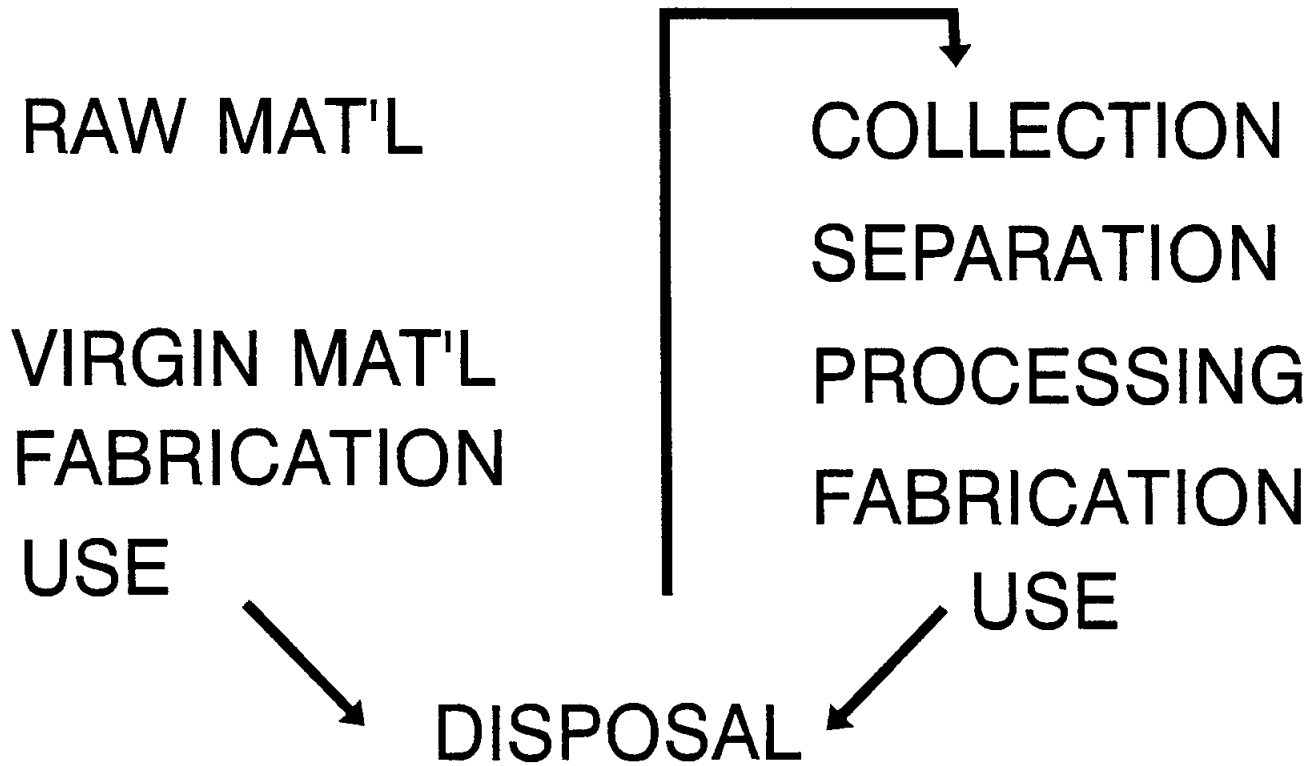 RAW MAT'L
VIRGIN MAT'L
FABRICATION
USE
COLLECTION
SEPARATION
PROCESSING
FABRICATION
USE
DISPOSAL